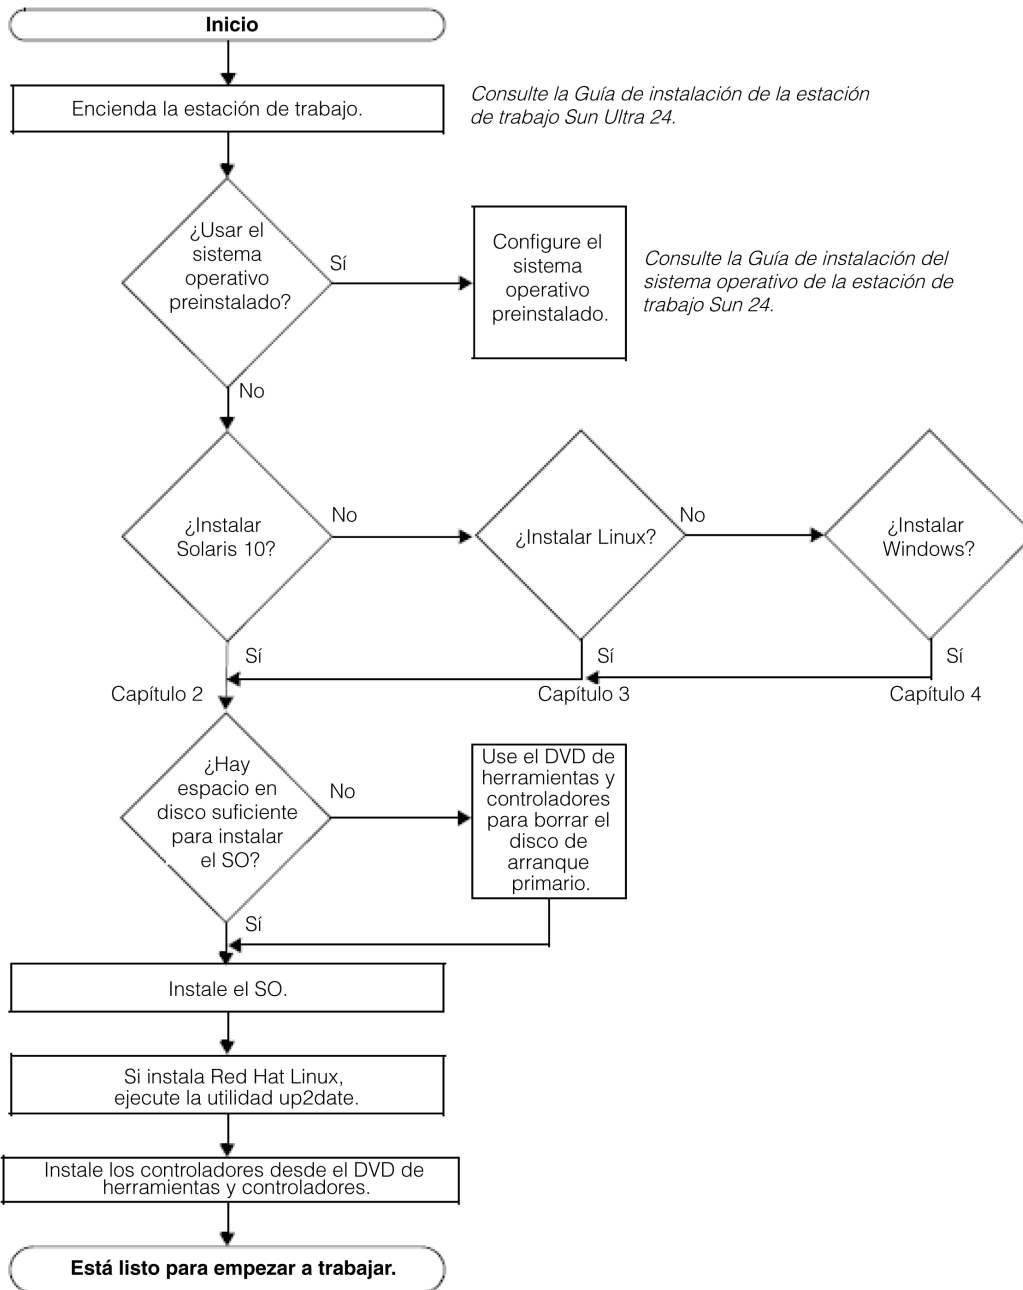 Inicio
Encienda la estación de trabajo.
Consulte la Guía de instalación de la estación
de trabajo Sun Ultra 24.
¿Usar el
sistema
operativo
preinstalado?
Sí
Configure el
sistema
operativo
preinstalado.
Consulte la Guía de instalación del
sistema operativo de la estación de
trabajo Sun 24.
No
¿Instalar
Solaris 10?
No
¿Instalar Linux?
No
¿Instalar
Windows?
Sí
Sí
Sí
Capítulo 2
Capítulo 3
Capítulo 4
¿Hay
espacio en
disco suficiente
para instalar
el SO?
No
Use el DVD de
herramientas y
controladores
para borrar el
disco de
arranque
primario.
Sí
Instale el SO.
Si instala Red Hat Linux,
ejecute la utilidad up2date.
Instale los controladores desde el DVD de
herramientas y controladores.
Está listo para empezar a trabajar.